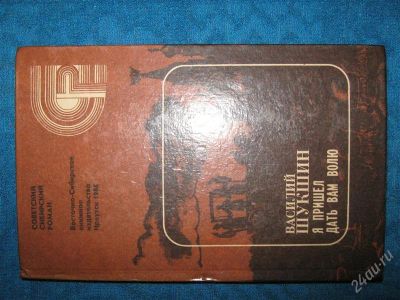 СОВЕТСКИЙ
СИБИРСКИЙ
РОМАН
Восточно-Сибирское
книжное
издательство
Иркутск 1986
ВАСИЛИЙ
ШУКШИН
Я ПРИШЕЛ
ДАТЬ ВАМ ВОЛЮ
24au.ru